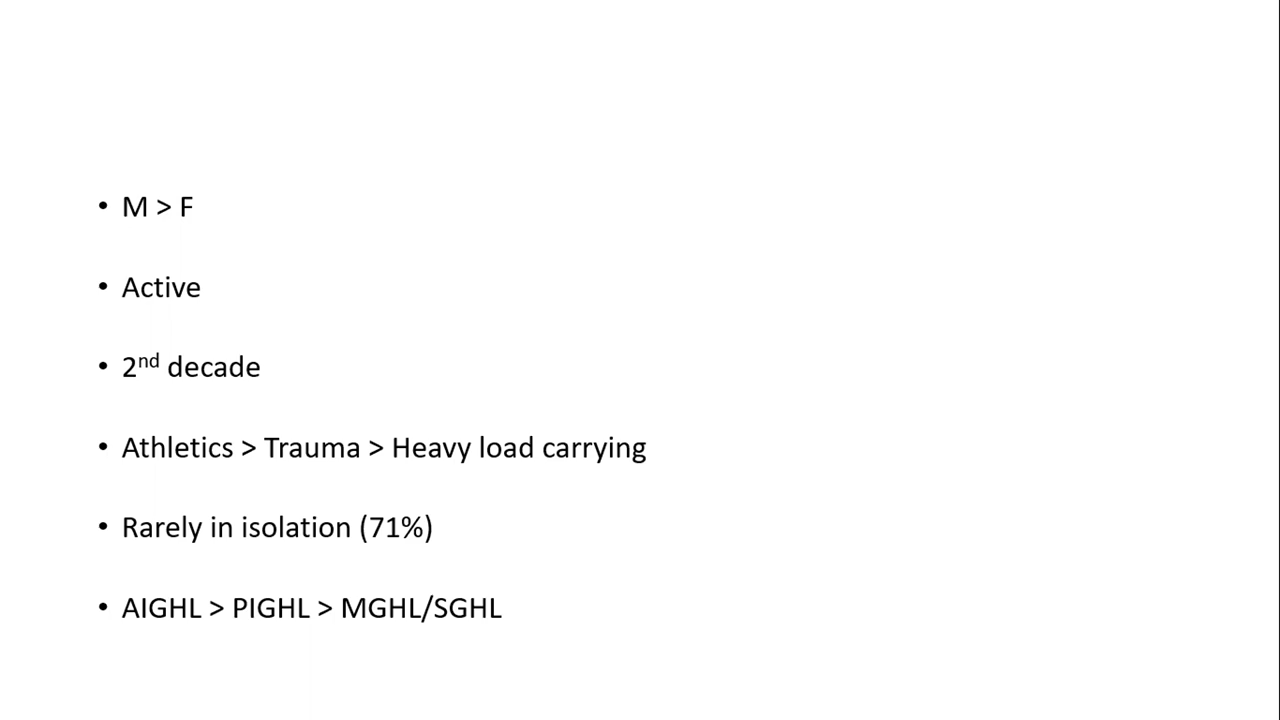 • M > F
• Active
• 2nd decade
• Athletics > Trauma > Heavy load carrying
• Rarely in isolation (71%)
• AIGHL > PIGHL > MGHL/SGHL